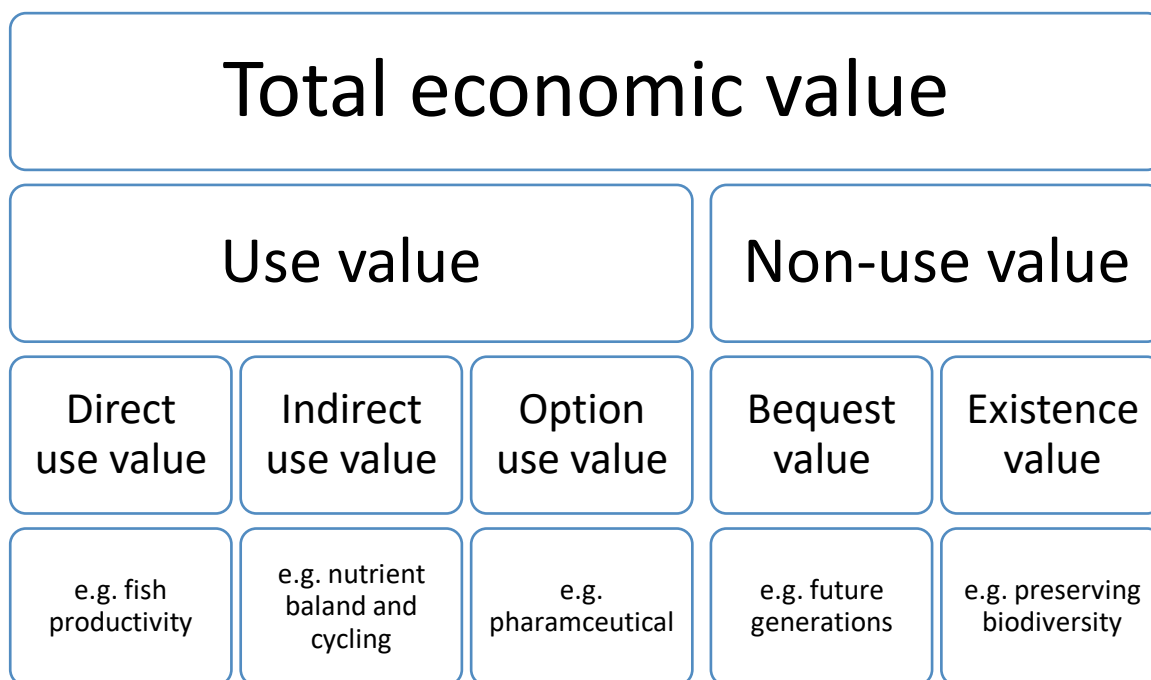 Total economic value
Use value
Non-use value
Direct
use value
Indirect
use value
Option
use value
Bequest
value
Existence
value
e.g. fish
productivity
e.g. nutrient
baland and
cycling
e.g.
pharamceutical
e.g. future
generations
e.g. preserving
biodiversity